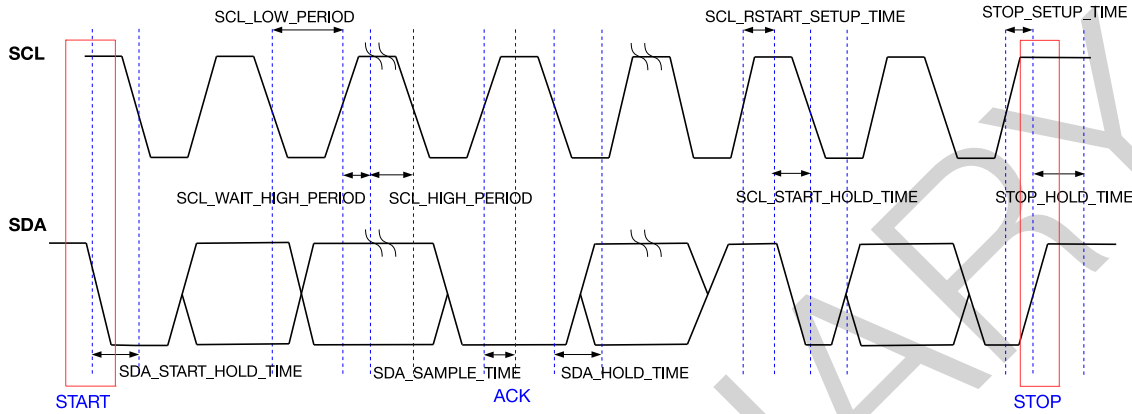 SCL_LOW_PERIOD
SCL_RSTART_SETUP_TIME
STOP_SETUP_TIME
SCL
SCL_WAIT_HIGH_PERIOD
SCL_HIGH_PERIOD
SCL_START_HOLD_TIME
STOP_HOLD_TIME
SDA
SDA_START_HOLD_TIME
SDA_SAMPLE_TIME
SDA_HOLD_TIME
START
ACK
STOP